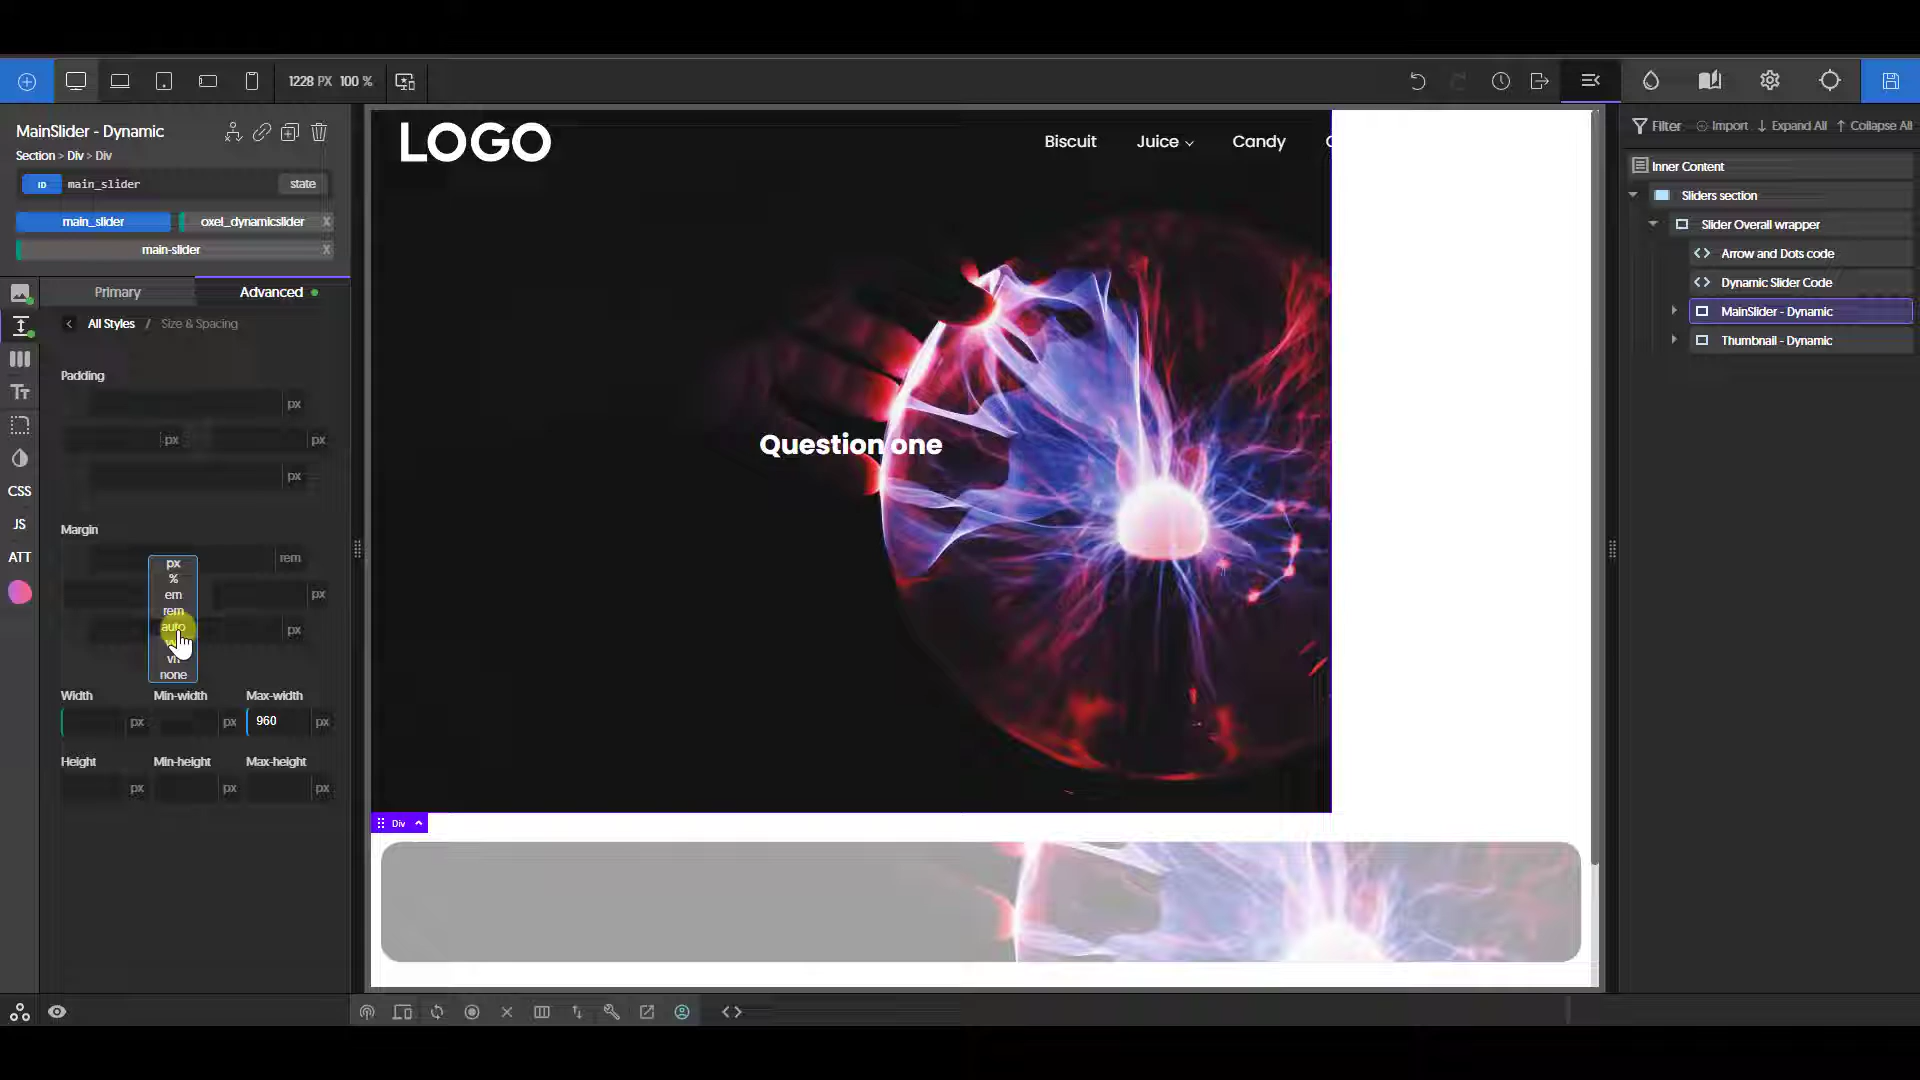 1228 PX 100 %
MainSlider - Dynamic
Section > Div > Div
ID main_slider state
main_slider oxel_dynamicslider X
main-slider X
Primary Advanced
All Styles / Size & Spacing
Padding
px
px px
px
Margin
rem
px
px
px
%
em
rem
auto
none
Width Min-width Max-width
px px 960 px
Height Min-height Max-height
px px px
CSS
JS
ATT
LOGO
Biscuit Juice Candy
Question one
Div
Filter Import Expand All Collapse All
Inner Content
Sliders section
Slider Overall wrapper
Arrow and Dots code
Dynamic Slider Code
MainSlider - Dynamic
Thumbnail - Dynamic